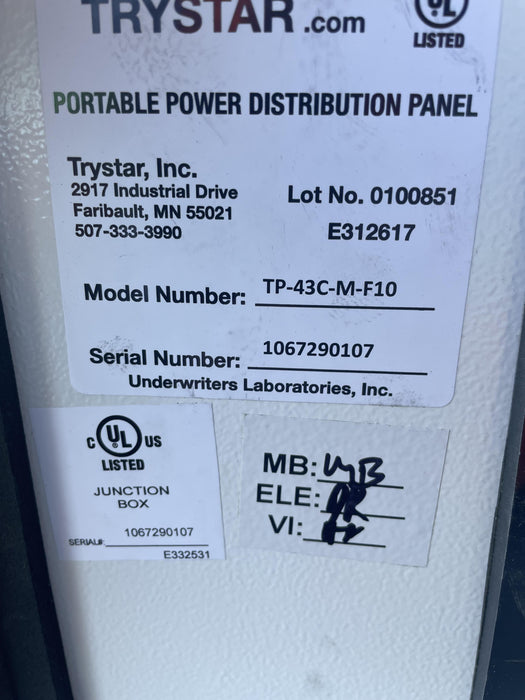 TRYSTAR.com
UL
LISTED
PORTABLE POWER DISTRIBUTION PANEL
Trystar, Inc.
2917 Industrial Drive
Faribault, MN 55021
507-333-3990
Lot No. 0100851
E312617
Model Number: TP-43C-M-F10
Serial Number: 1067290107
Underwriters Laboratories, Inc.
C UL US
LISTED
JUNCTION
BOX
SERIAL#: 1067290107
E332531
MB:
ELE:
VI: